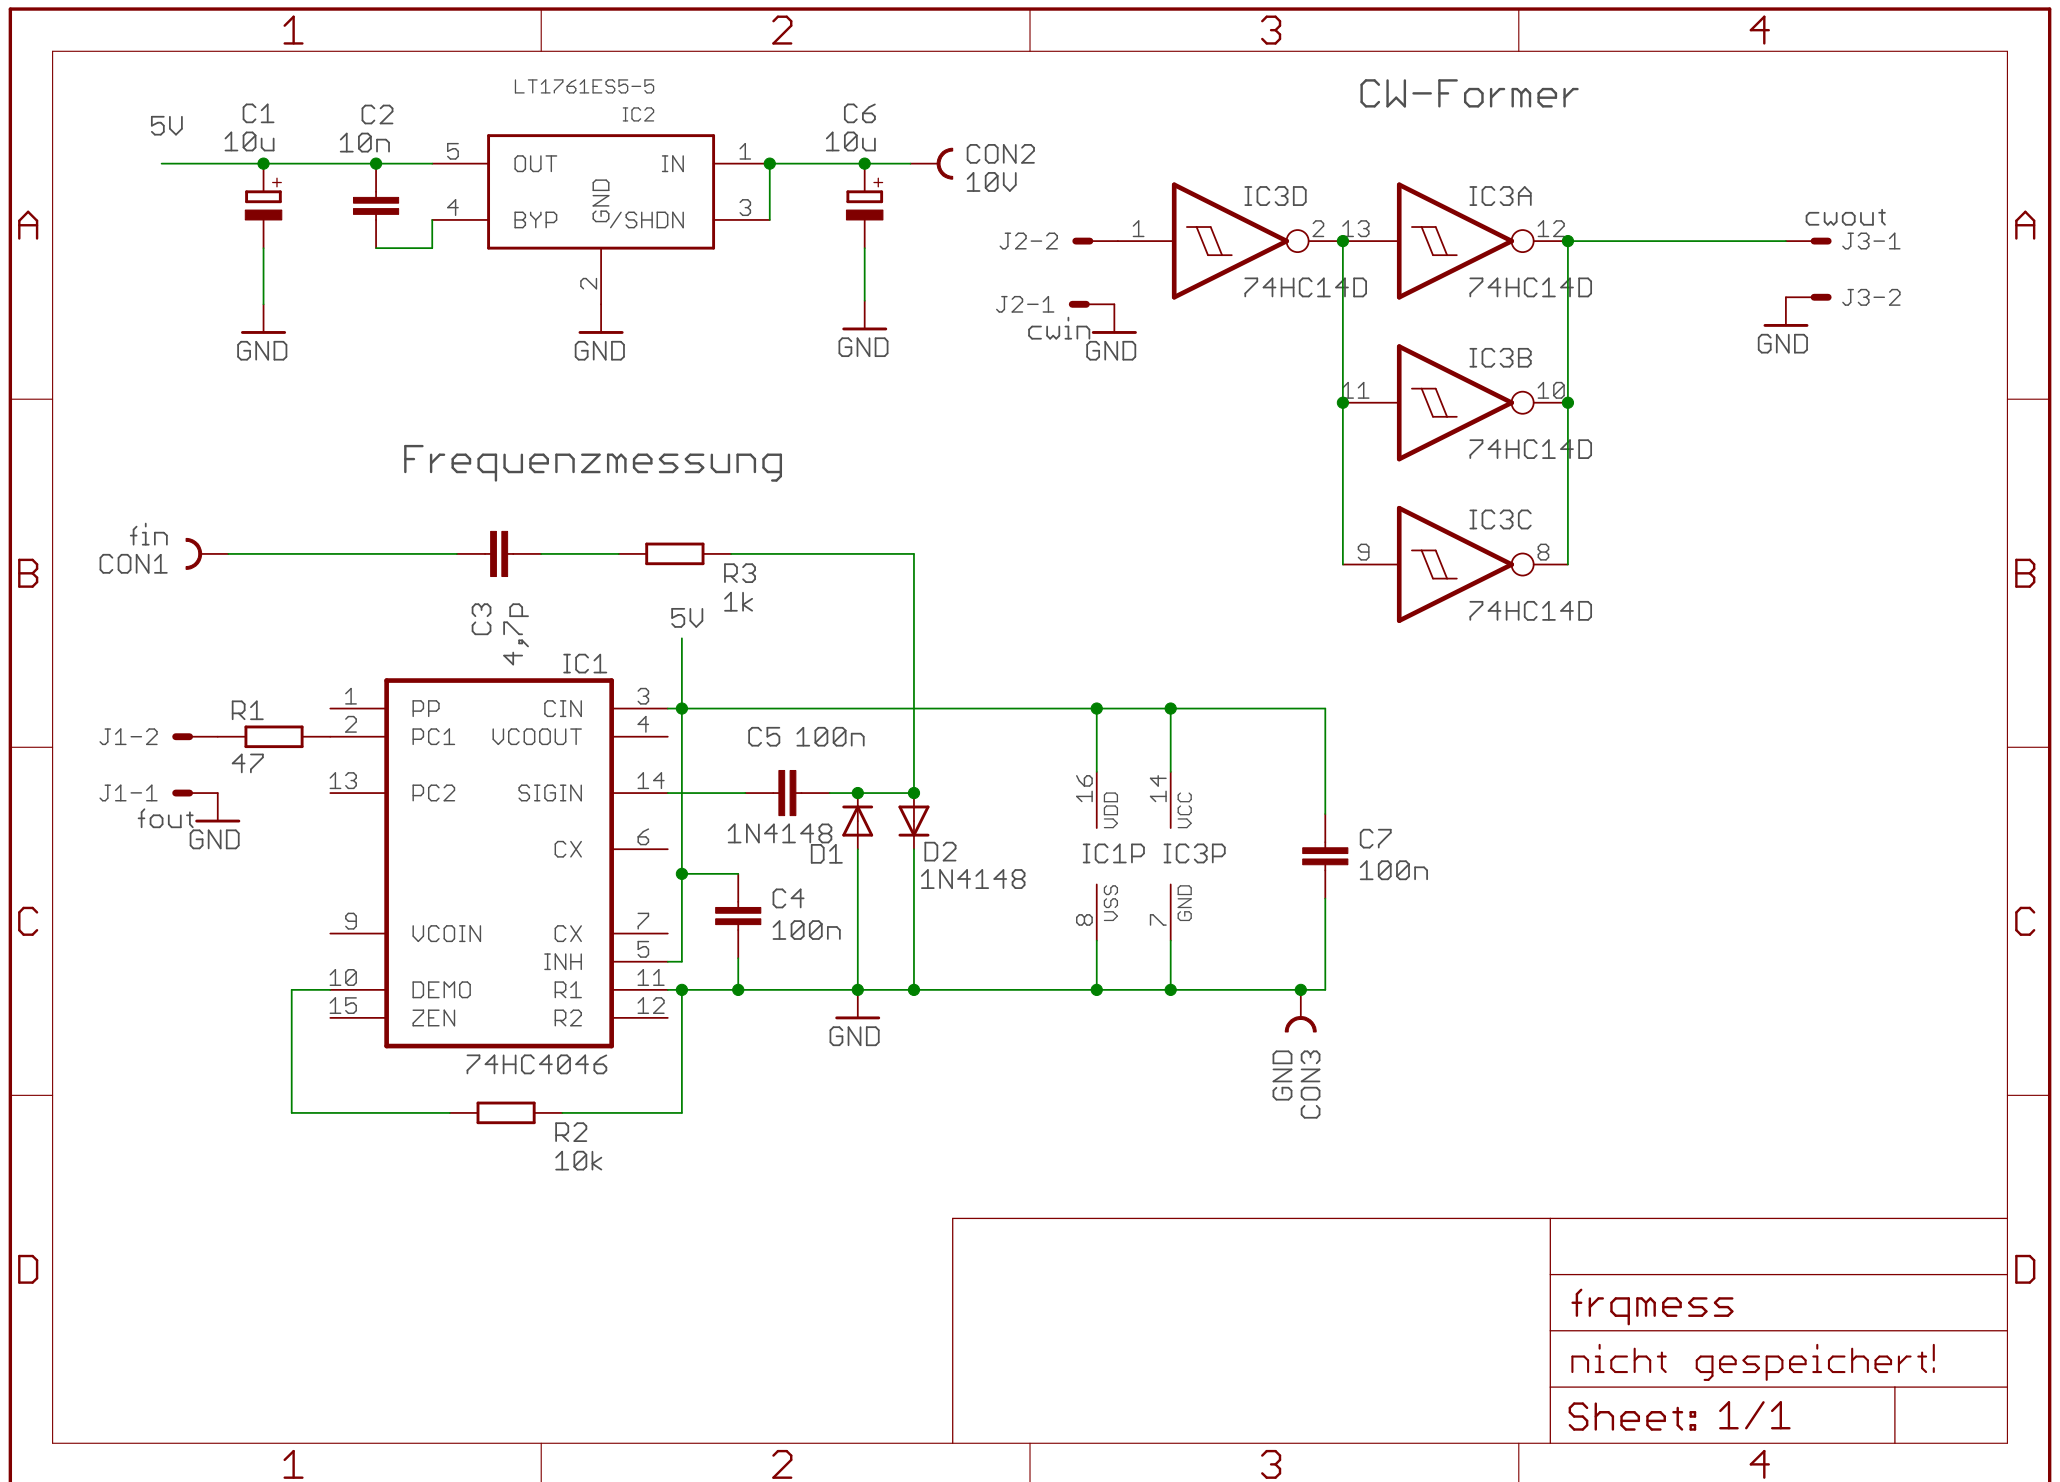 1 2 3 4
A A
B B
C C
D D
1 2 3 4
LT1761ES5-5
IC2
5V
C1
10u
C2
10n
5 OUT
4 BYP
GND
IN 1
/SHDN 3
2
C6
10u
+
+
CON2
10V
GND
GND
GND
CW-Former
J2-2
1
IC3D
2
74HC14D
J2-1
cwin
GND
13
IC3A
12
74HC14D
11
IC3B
10
74HC14D
9
IC3C
8
74HC14D
cwout
J3-1
J3-2
GND
Frequenzmessung
fin
CON1
C3
4,7p
R3
1k
5V
IC1
J1-2
R1
47
J1-1
fout
GND
1 PP
2 PC1
13 PC2
9 VCOIN
10 DEMO
15 ZEN
CIN 3
VCOOUT 4
SIGIN 14
CX 6
CX 7
INH 5
R1 11
R2 12
74HC4046
R2
10k
C5 100n
1N4148
D1
D2
1N4148
C4
100n
GND
16
VDD
IC1P
8
VSS
14
VCC
IC3P
7
GND
C7
100n
GND
CON3
frqmess
nicht gespeichert!
Sheet: 1/1